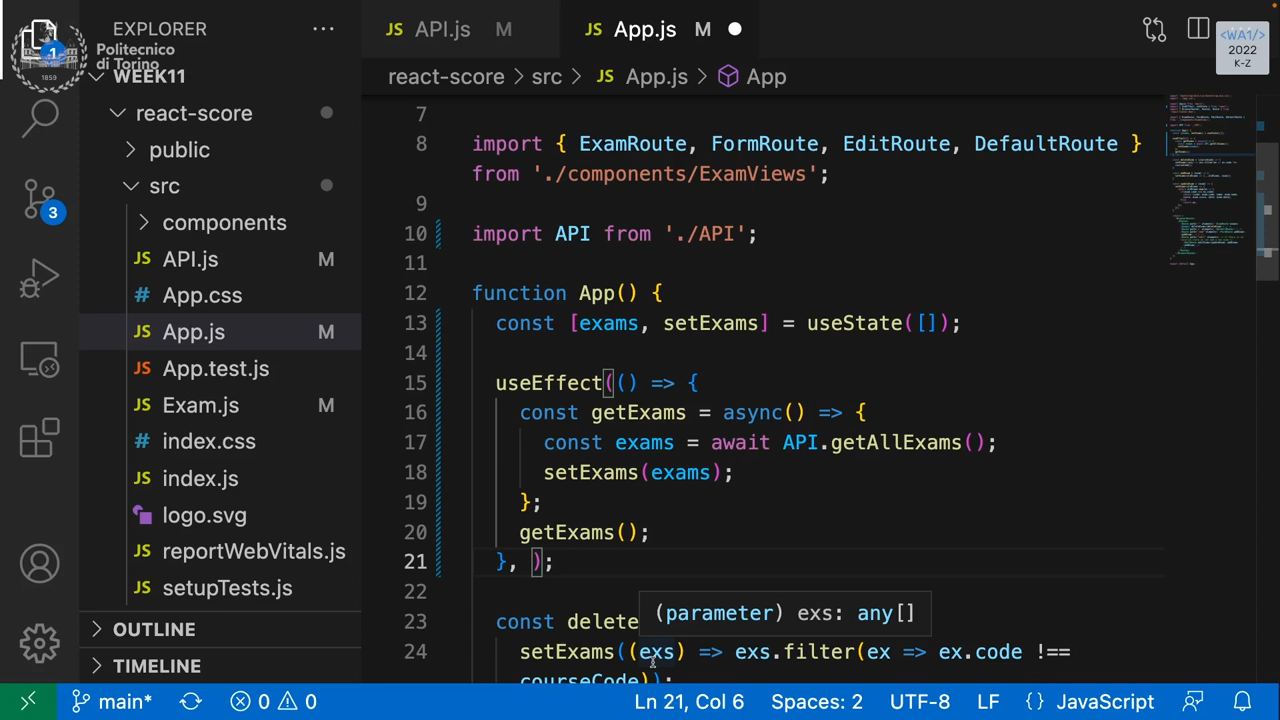 EXPLORER
Politecnico
di Torino
1859
1
WEEK11
react-score
public
src
components
API.js M
App.css
App.js M
App.test.js
Exam.js M
index.css
index.js
logo.svg
reportWebVitals.js
setupTests.js
OUTLINE
TIMELINE
3
JS API.js M
JS App.js M
<WA1/>
2022
K-Z
react-score > src > JS App.js > App
7
8 import { ExamRoute, FormRoute, EditRoute, DefaultRoute }
from './components/ExamViews';
9
10 import API from './API';
11
12 function App() {
13 const [exams, setExams] = useState([]);
14
15 useEffect(() => {
16 const getExams = async() => {
17 const exams = await API.getAllExams();
18 setExams(exams);
19 };
20 getExams();
21 }, );
22
23 const delete
(parameter) exs: any[]
24 setExams((exs) => exs.filter(ex => ex.code !==
courseCode));
main* 0 0 Ln 21, Col 6 Spaces: 2 UTF-8 LF {} JavaScript